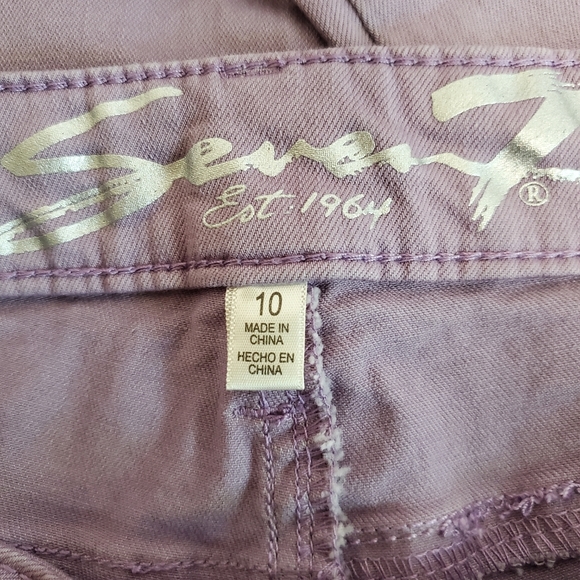 Seven7®
Est: 1964
10
MADE IN
CHINA
HECHO EN
CHINA